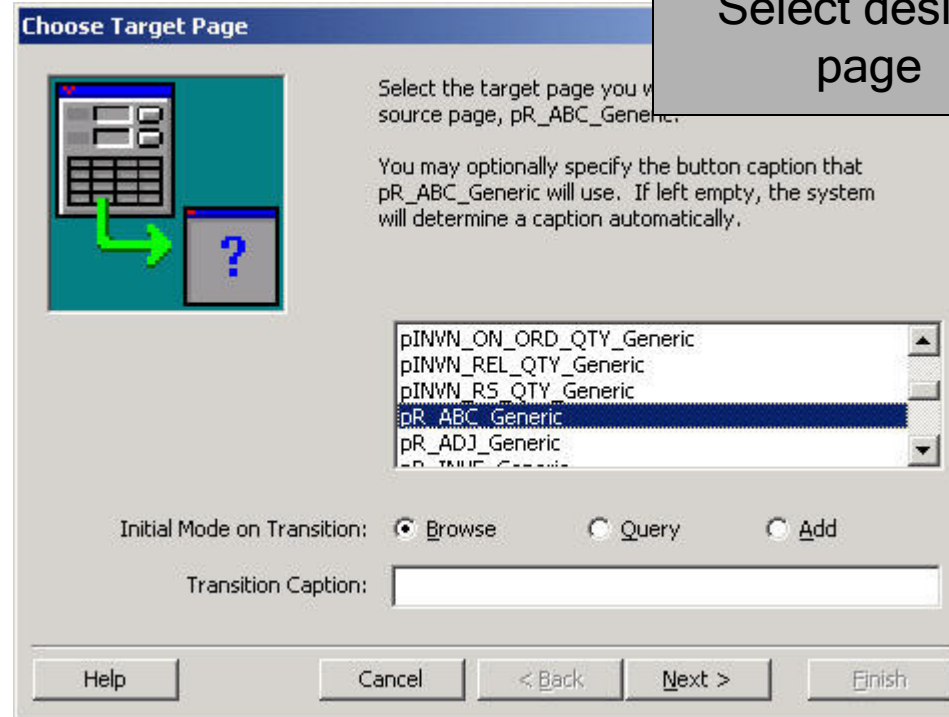 Choose Target Page
Select
page
Select the target page you
source page, pR_ABC_Generic.
You may optionally specify the button caption that
pR_ABC_Generic will use. If left empty, the system
will determine a caption automatically.
?
pINVN_ON_ORD_QTY_Generic
pINVN_REL_QTY_Generic
pINVN_RS_QTY_Generic
pR_ABC_Generic
pR_ADJ_Generic
Initial Mode on Transition: Browse Query Add
Transition Caption:
Help Cancel < Back Next > Finish